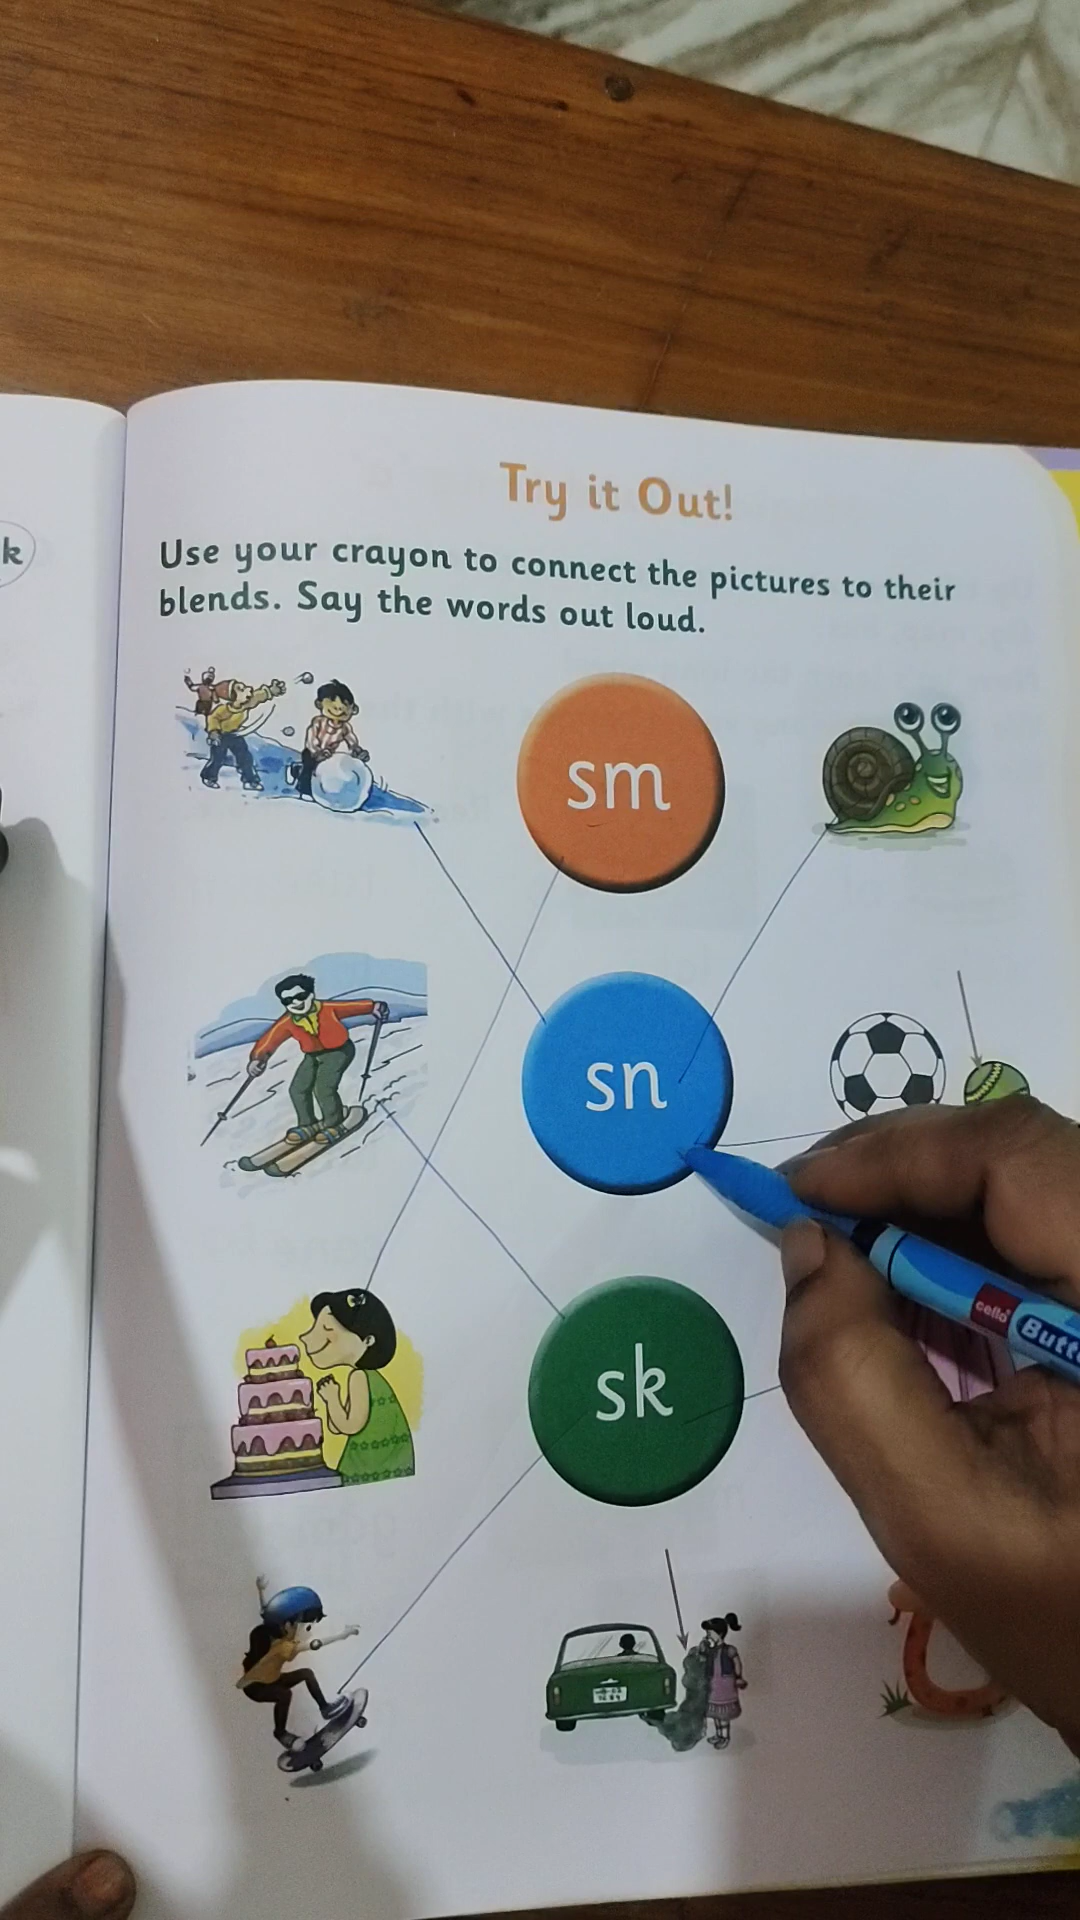 k
Try it Out!
Use your crayon to connect the pictures to their
blends. Say the words out loud.
sm
sn
sk
cello